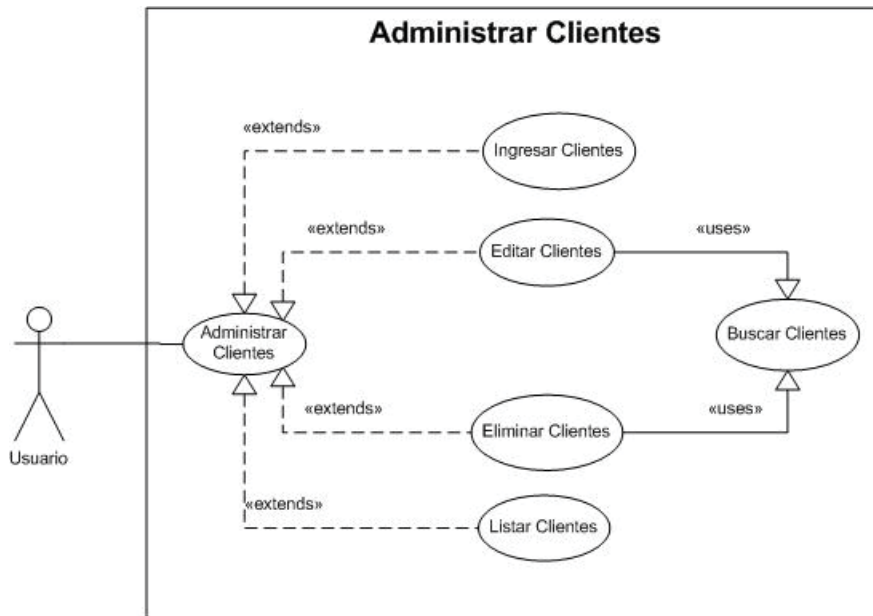 Administrar Clientes
«extends»
Ingresar Clientes
«extends»
Editar Clientes
«uses»
Administrar
Clientes
Buscar Clientes
«extends»
Eliminar Clientes
«uses»
Usuario
«extends»
Listar Clientes